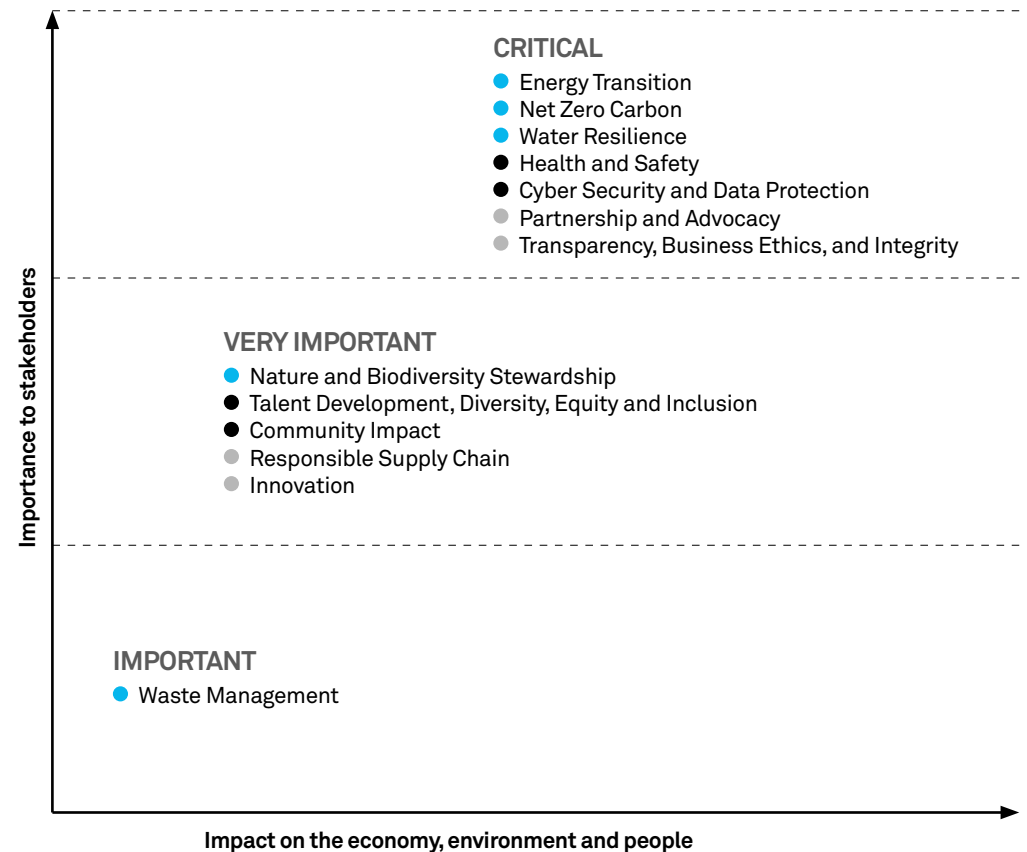 CRITICAL
Energy Transition
Net Zero Carbon
Water Resilience
Health and Safety
Cyber Security and Data Protection
Partnership and Advocacy
Transparency, Business Ethics, and Integrity
Importance to stakeholders
VERY IMPORTANT
Nature and Biodiversity Stewardship
Talent Development, Diversity, Equity and Inclusion
Community Impact
Responsible Supply Chain
Innovation
IMPORTANT
Waste Management
Impact on the economy, environment and people